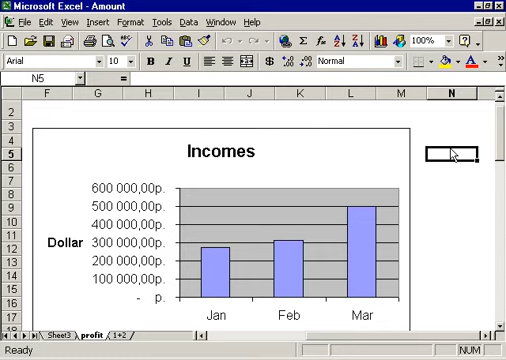 Microsoft Excel - Amount
File Edit View Insert Format Tools Data Window Help
100%
Arial 10 B I U $ Normal A
N5 =
F G H I J K L M N
2
3
4
5
6
7
8
9
10
11
12
13
14
15
16
17
18
Incomes
600 000,00p.
500 000,00p.
400 000,00p.
Dollar 300 000,00p.
200 000,00p.
100 000,00p.
- p.
Jan Feb Mar
Sheet3 profit 1+2
Ready NUM